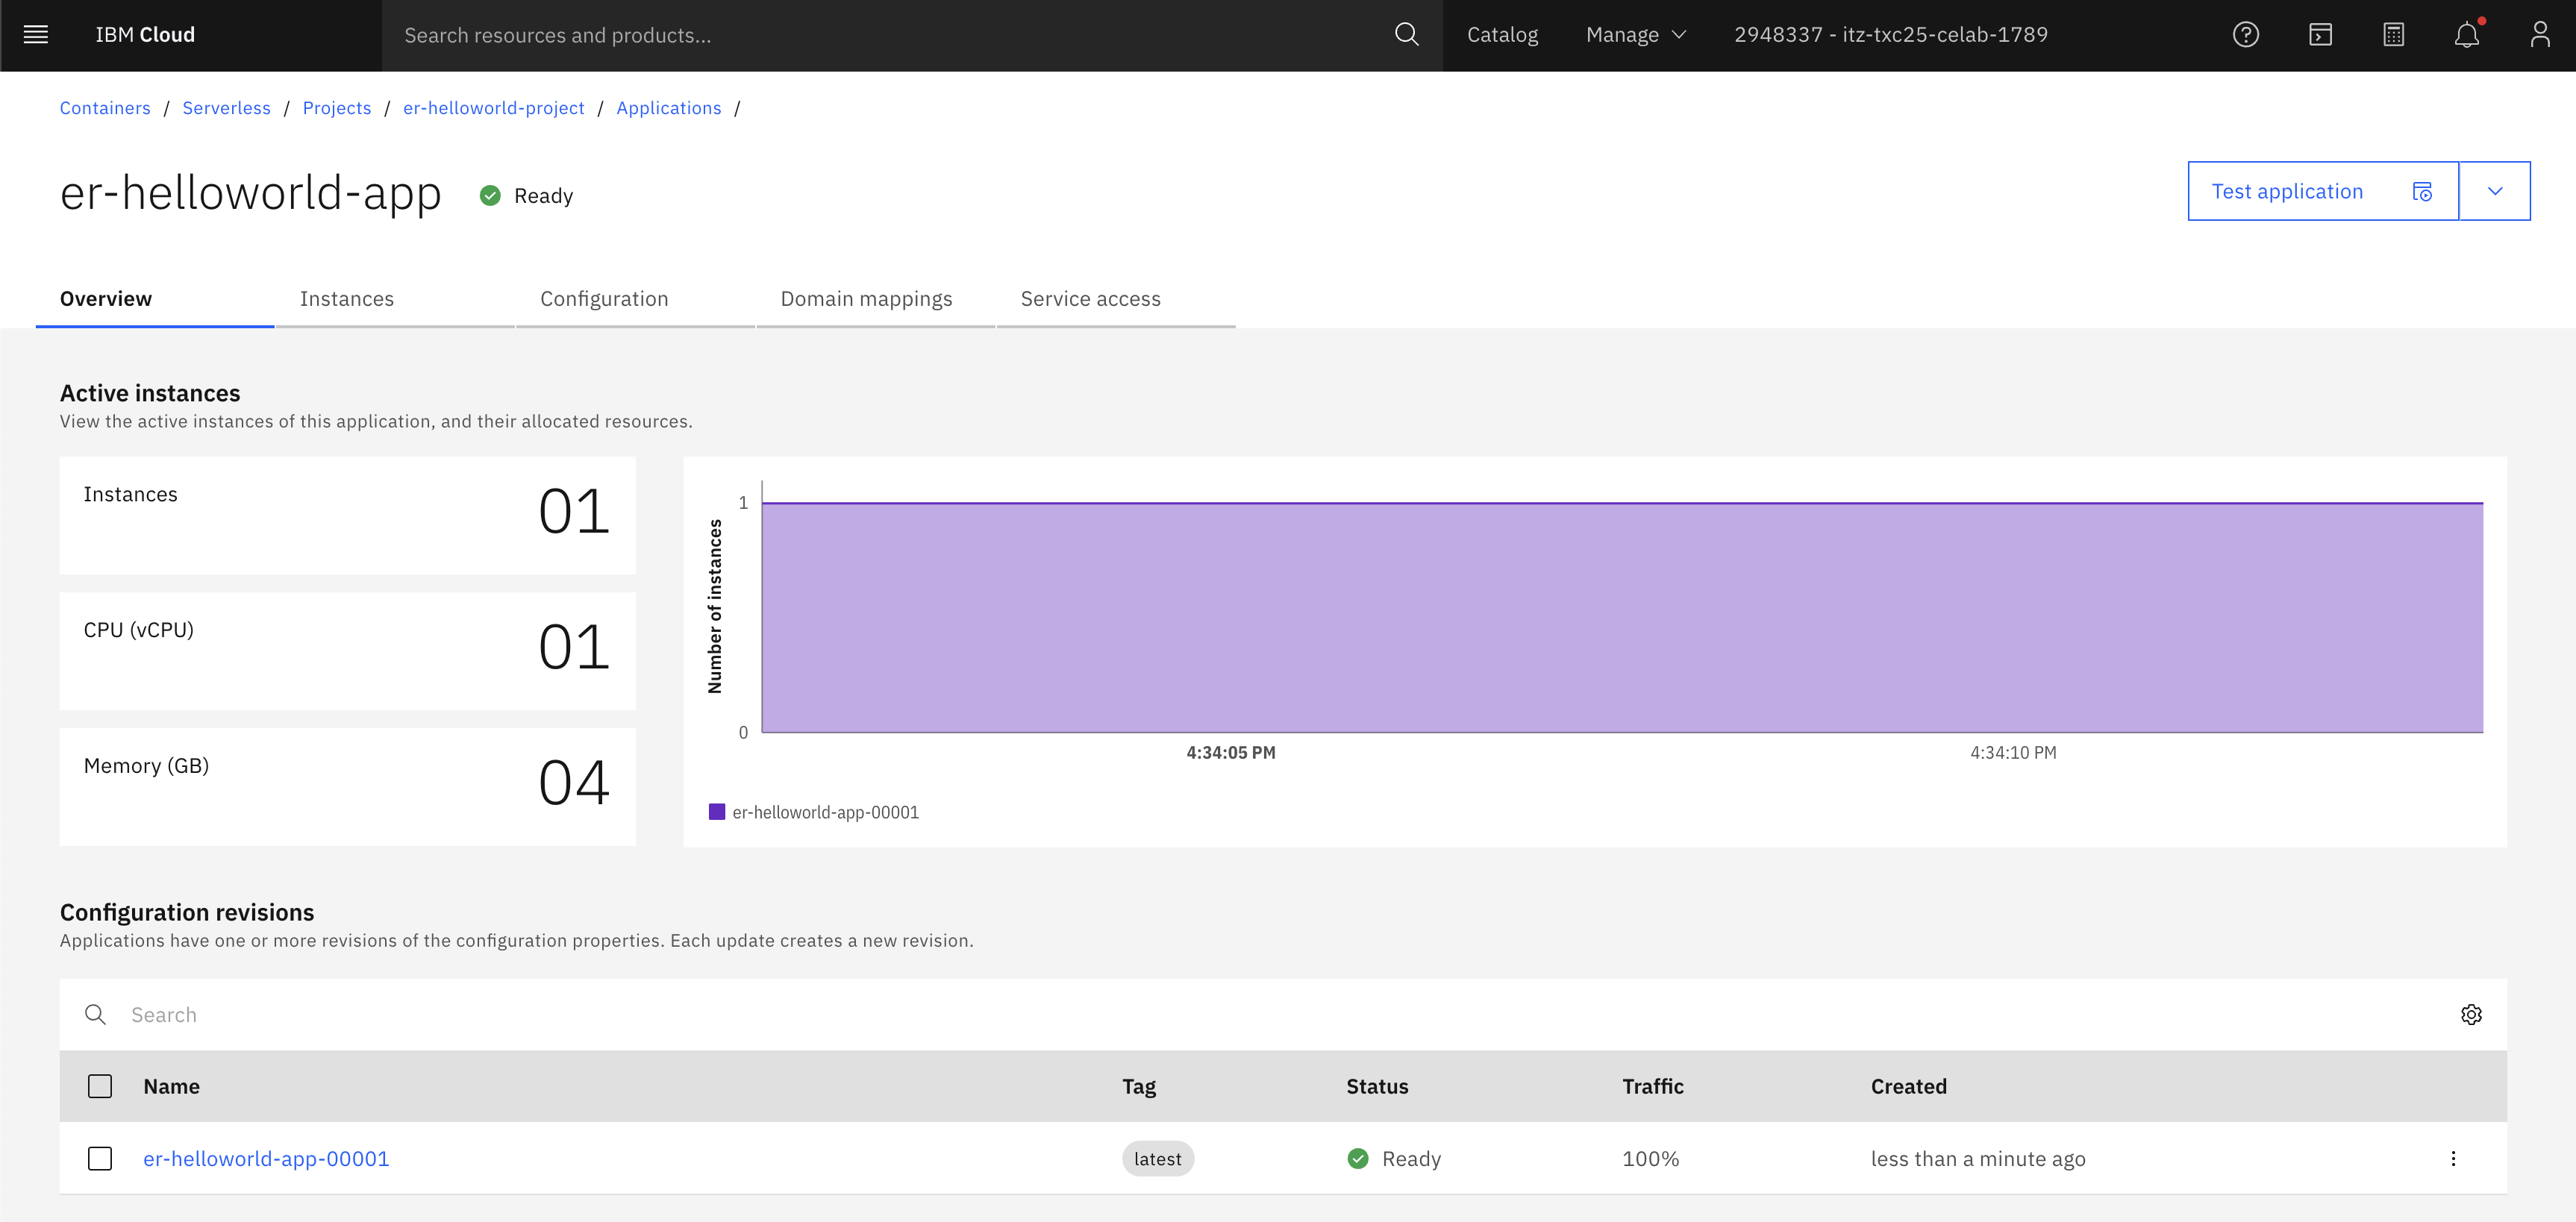 IBM Cloud
Search resources and products...
Catalog
Manage
2948337 - itz-txc25-celab-1789
Containers / Serverless / Projects / er-helloworld-project / Applications /
er-helloworld-app
Ready
Test application
Overview
Instances
Configuration
Domain mappings
Service access
Active instances
View the active instances of this application, and their allocated resources.
Instances
01
CPU (vCPU)
01
Memory (GB)
04
Number of instances
1
0
4:34:05 PM
4:34:10 PM
er-helloworld-app-00001
Configuration revisions
Applications have one or more revisions of the configuration properties. Each update creates a new revision.
Search
Name Tag Status Traffic Created
er-helloworld-app-00001 latest Ready 100% less than a minute ago